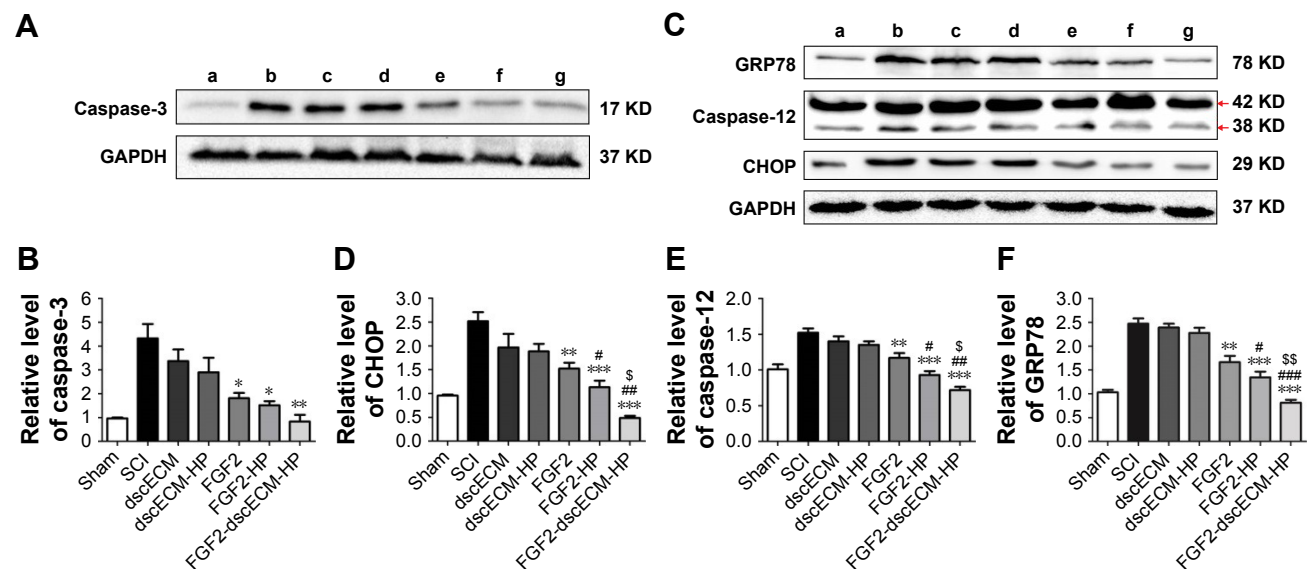 A
a b c d e f g
Caspase-3 17 KD
GAPDH 37 KD
C
a b c d e f g
GRP78 78 KD
Caspase-12 42 KD
38 KD
CHOP 29 KD
GAPDH 37 KD
B
Relative level
of caspase-3
6
5
4
3
2
1
0
*
*
**
Sham
SCI
dscECM
dscECM-HP
FGF2
FGF2-HP
FGF2-dscECM-HP
D
Relative level
of CHOP
3.0
2.5
2.0
1.5
1.0
0.5
0.0
**
#
***
$
##
***
Sham
SCI
dscECM
dscECM-HP
FGF2
FGF2-HP
FGF2-dscECM-HP
E
Relative level
of caspase-12
2.0
1.5
1.0
0.5
0.0
**
#
***
$
##
***
Sham
SCI
dscECM
dscECM-HP
FGF2
FGF2-HP
FGF2-dscECM-HP
F
Relative level
of GRP78
3.0
2.5
2.0
1.5
1.0
0.5
0.0
**
#
***
$$
###
***
Sham
SCI
dscECM
dscECM-HP
FGF2
FGF2-HP
FGF2-dscECM-HP